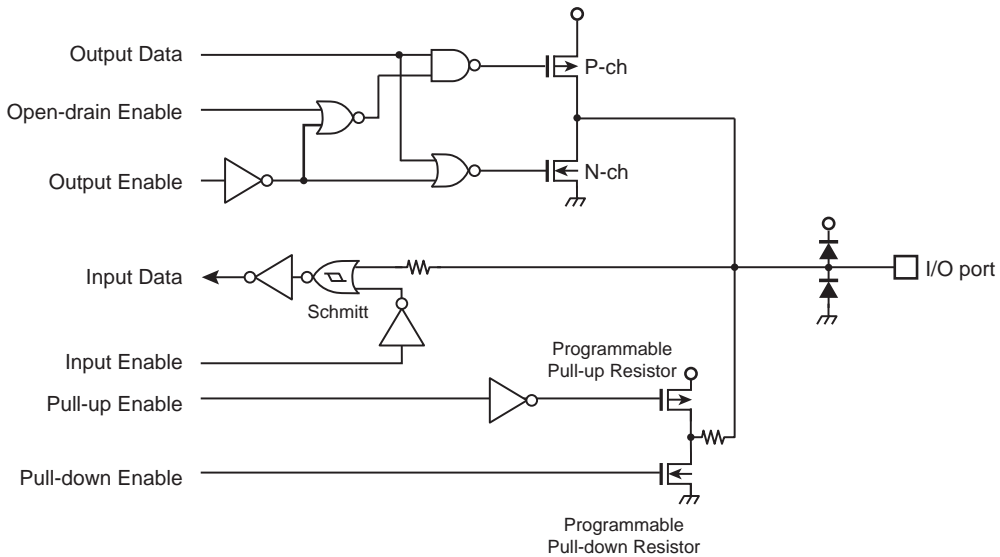 Output Data
P-ch
Open-drain Enable
Output Enable
N-ch
Input Data
Schmitt
I/O port
Input Enable
Programmable
Pull-up Resistor
Pull-up Enable
Pull-down Enable
Programmable
Pull-down Resistor